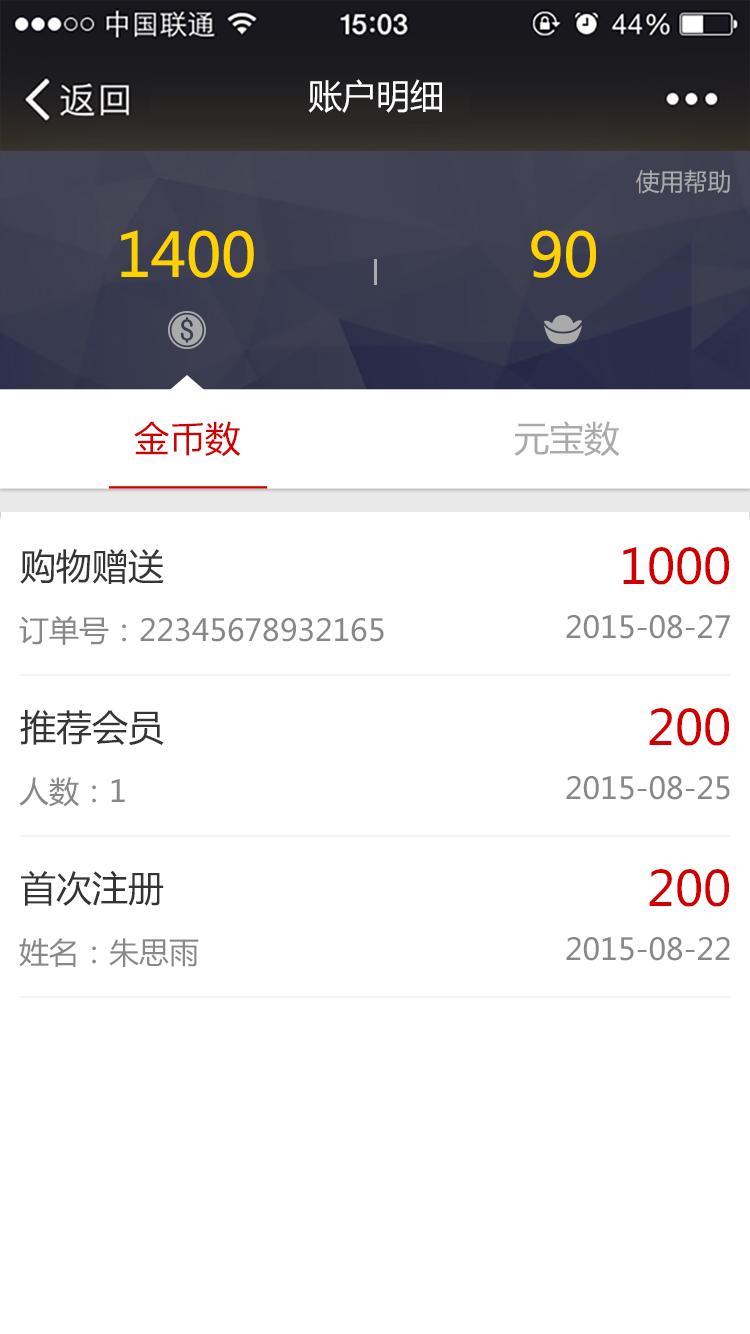 中国联通 15:03 44%
返回 账户明细
使用帮助
1400 90
金币数 元宝数
购物赠送 1000
订单号：22345678932165 2015-08-27
推荐会员 200
人数：1 2015-08-25
首次注册 200
姓名：朱思雨 2015-08-22